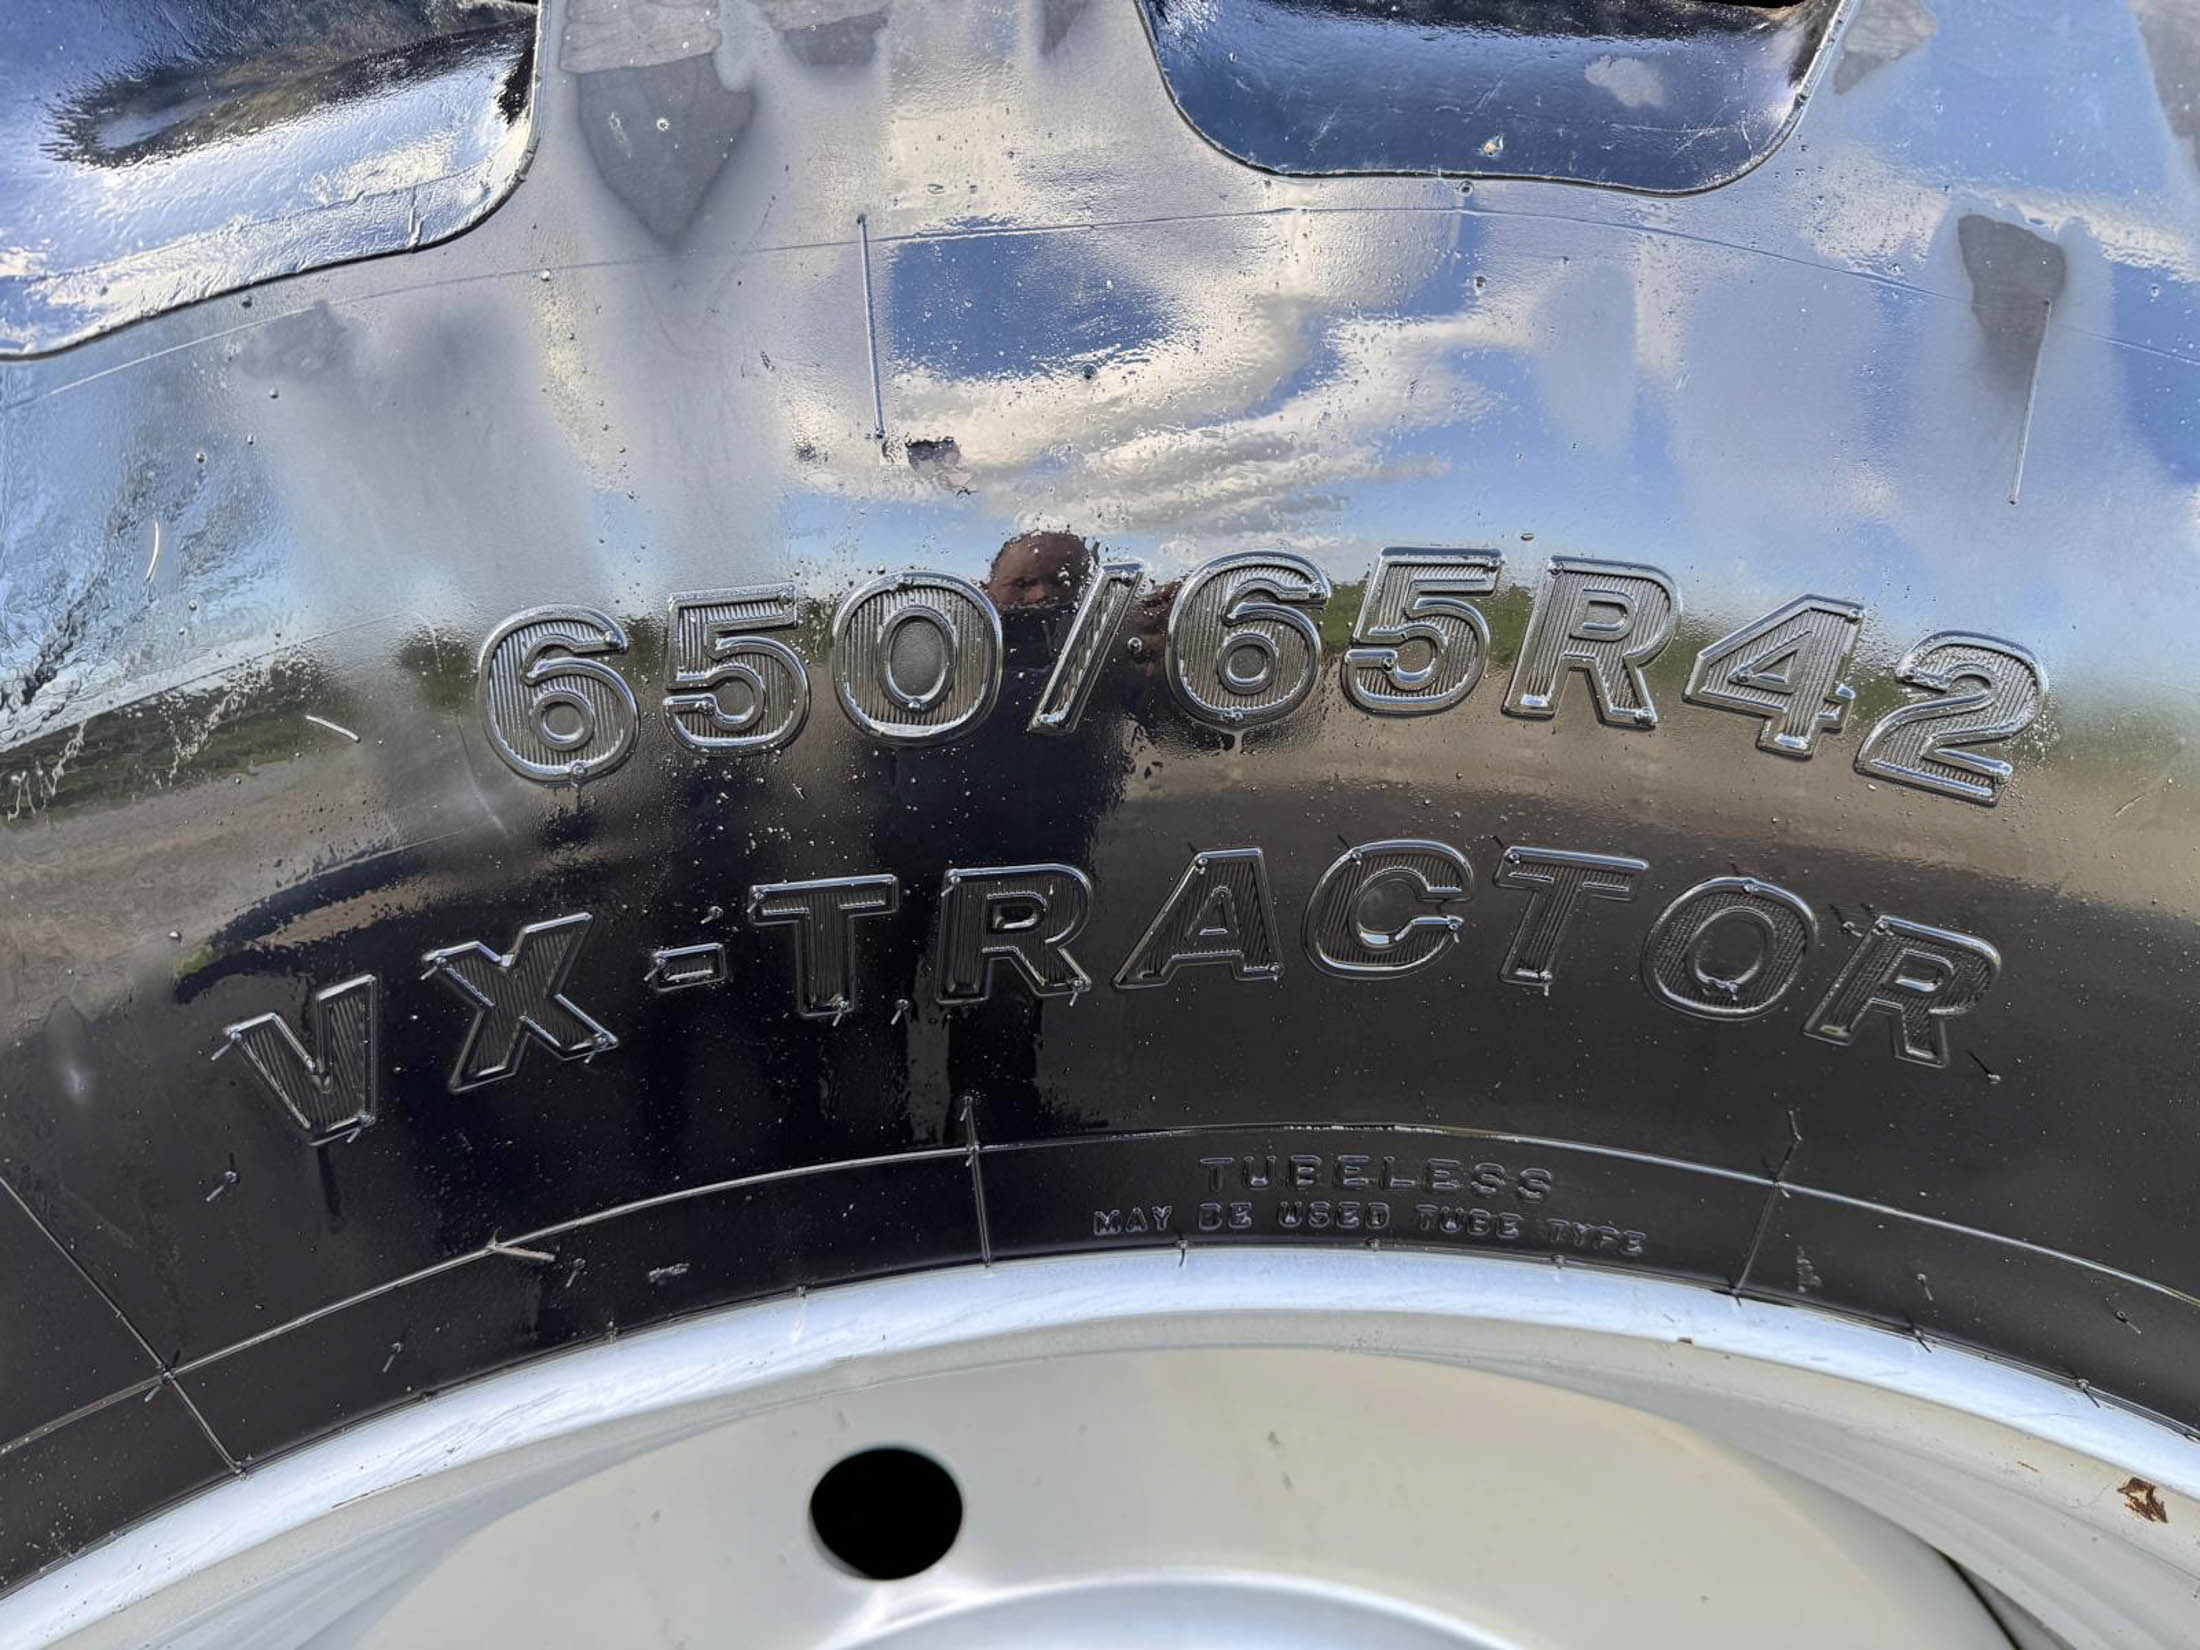 650/65R42
VX-TRACTOR
TUBELESS
MAY BE USED TUBE TYPE